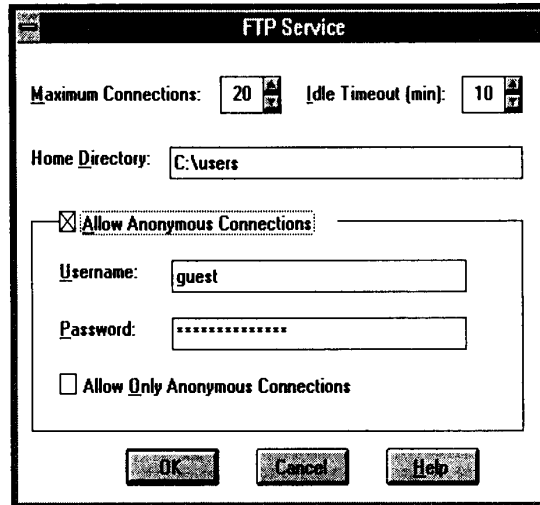 FTP Service
Maximum Connections: 20 Idle Timeout (min): 10
Home Directory: C:\users
Allow Anonymous Connections
Username: guest
Password: **************
Allow Only Anonymous Connections
OK Cancel Help